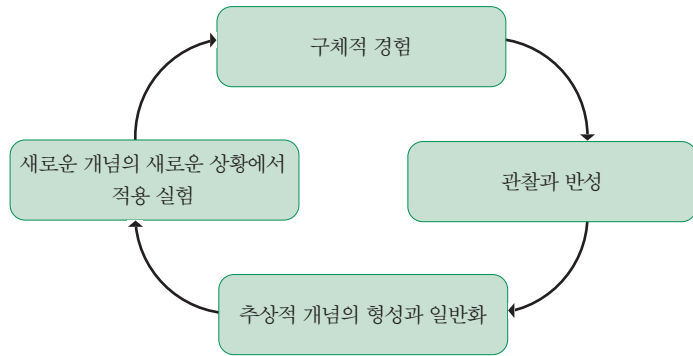 구체적 경험
관찰과 반성
추상적 개념의 형성과 일반화
새로운 개념의 새로운 상황에서
적용 실험